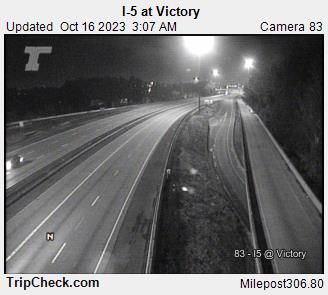 I-5 at Victory
Updated Oct 16 2023 3:07 AM Camera 83
T
N
83 - I5 @ Victory
TripCheck.com Milepost306.80